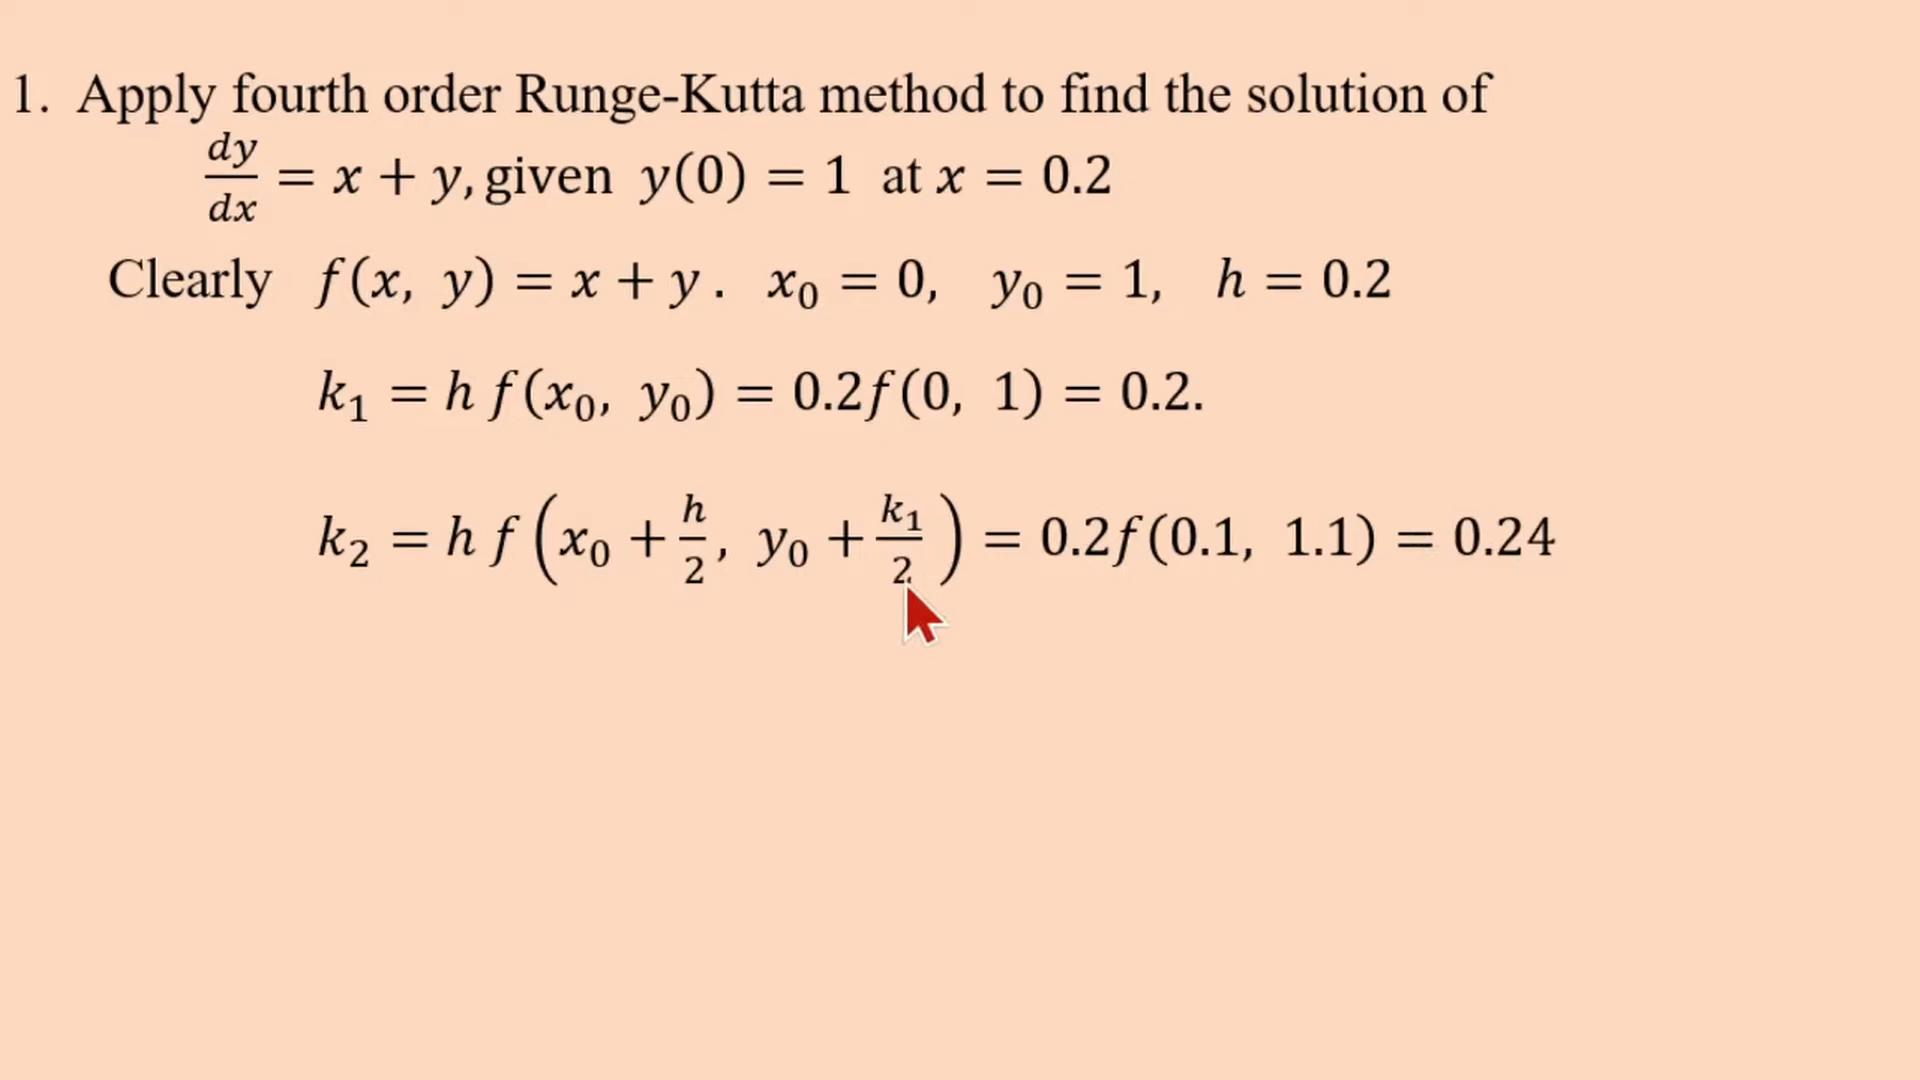 1. Apply fourth order Runge-Kutta method to find the solution of
dy/dx = x + y, given y(0) = 1 at x = 0.2
Clearly f(x, y) = x + y . x₀ = 0, y₀ = 1, h = 0.2
k₁ = h f(x₀, y₀) = 0.2f(0, 1) = 0.2.
k₂ = h f(x₀ + h/2, y₀ + k₁/2) = 0.2f(0.1, 1.1) = 0.24